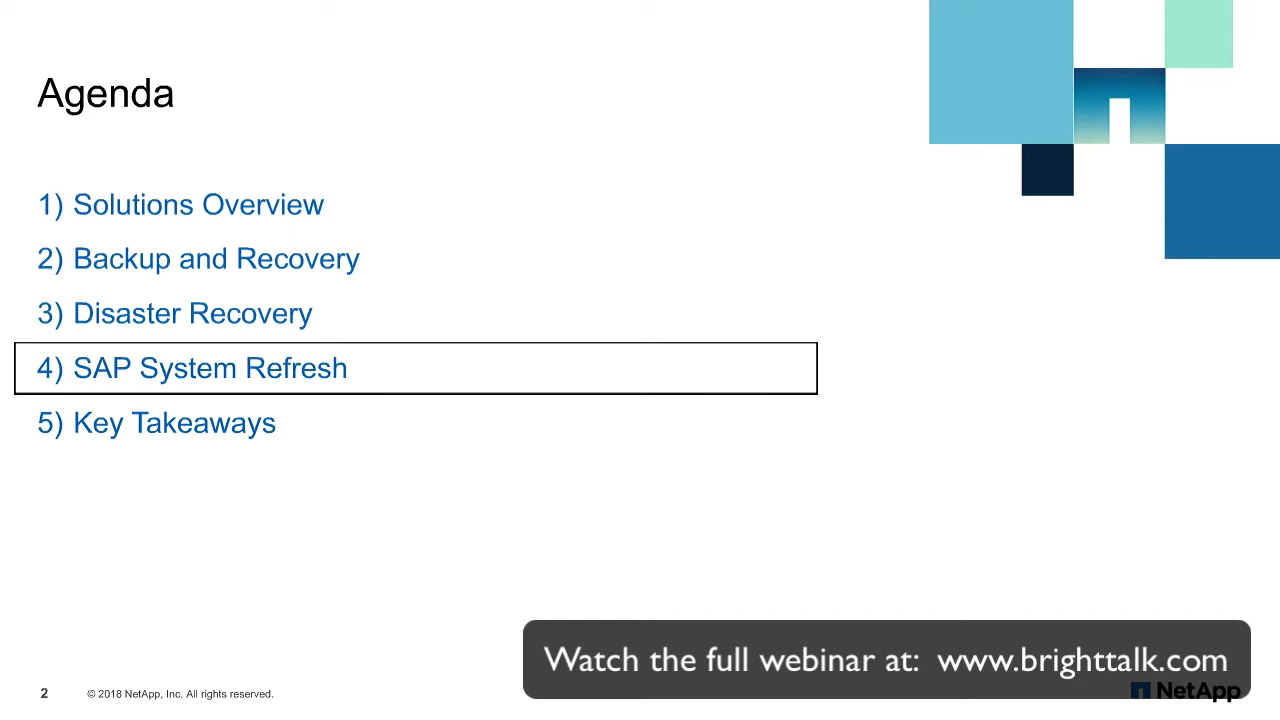 Agenda
1) Solutions Overview
2) Backup and Recovery
3) Disaster Recovery
4) SAP System Refresh
5) Key Takeaways
Watch the full webinar at: www.brighttalk.com
2 © 2018 NetApp, Inc. All rights reserved.
NetApp